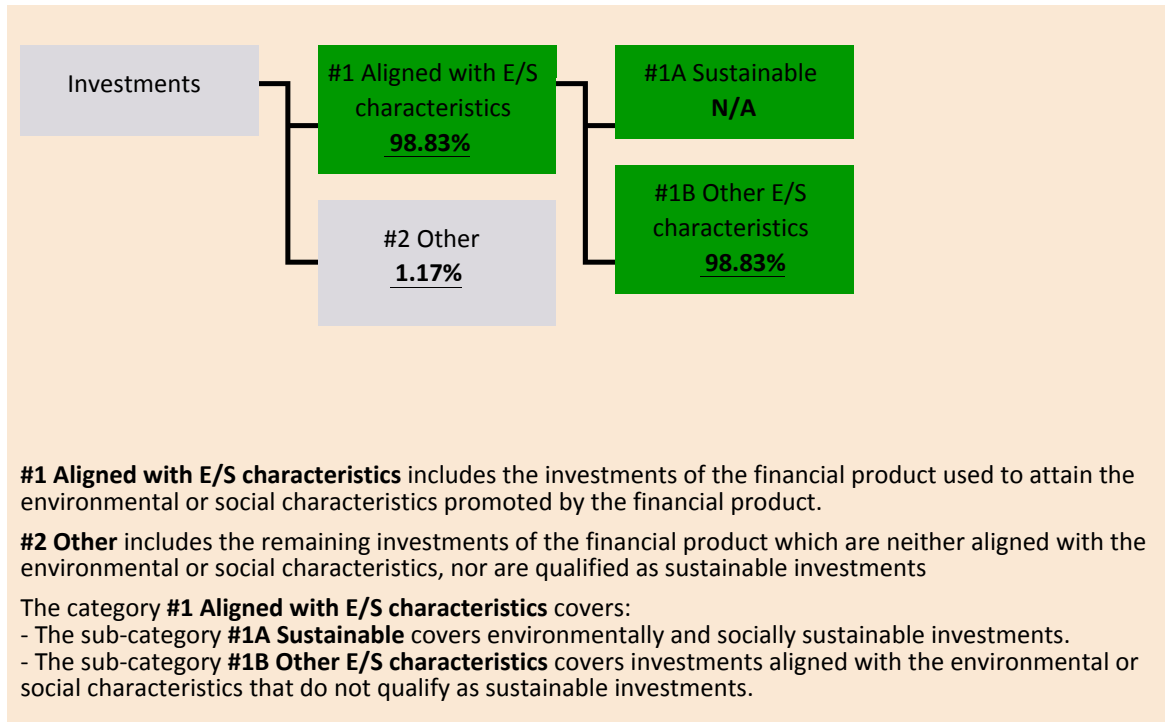 Investments
#1 Aligned with E/S
characteristics
98.83%
#2 Other
1.17%
#1A Sustainable
N/A
#1B Other E/S
characteristics
98.83%
#1 Aligned with E/S characteristics includes the investments of the financial product used to attain the
environmental or social characteristics promoted by the financial product.
#2 Other includes the remaining investments of the financial product which are neither aligned with the
environmental or social characteristics, nor are qualified as sustainable investments
The category #1 Aligned with E/S characteristics covers:
- The sub-category #1A Sustainable covers environmentally and socially sustainable investments.
- The sub-category #1B Other E/S characteristics covers investments aligned with the environmental or
social characteristics that do not qualify as sustainable investments.